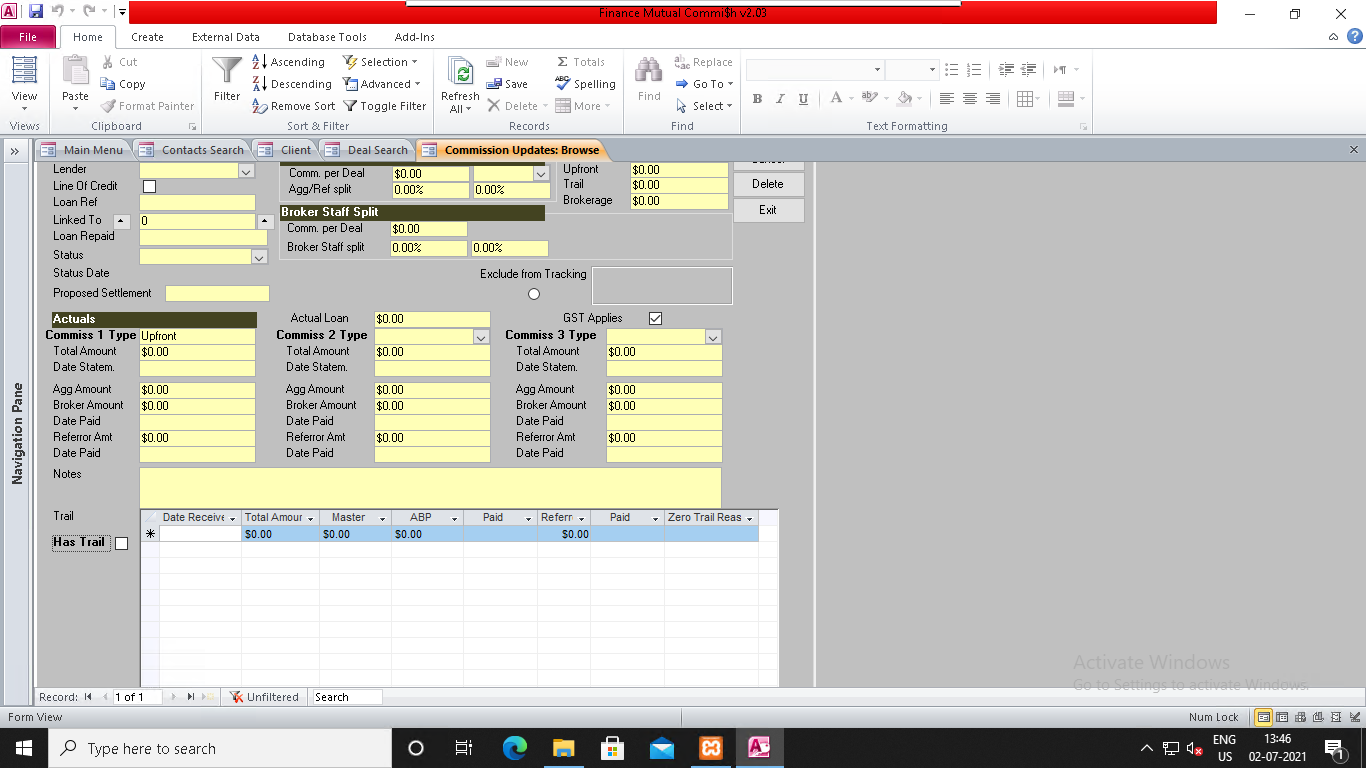 Finance Mutual Commi$h v2.03
File Home Create External Data Database Tools Add-Ins
View Paste Cut Copy Format Painter Filter Ascending Descending Remove Sort Selection Advanced Toggle Filter Refresh All New Save Delete Totals Spelling More Find Replace Go To Select
Views Clipboard Sort & Filter Records Find Text Formatting
Main Menu Contacts Search Client Deal Search Commission Updates: Browse
Navigation Pane
Lender Comm. per Deal $0.00 Upfront $0.00
Line Of Credit Agg/Ref split 0.00% 0.00% Trail $0.00 Delete
Loan Ref Brokerage $0.00
Linked To 0 Broker Staff Split Exit
Loan Repaid Comm. per Deal $0.00
Status Broker Staff split 0.00% 0.00%
Status Date Exclude from Tracking
Proposed Settlement
Actuals Actual Loan $0.00 GST Applies
Commiss 1 Type Upfront Commiss 2 Type Commiss 3 Type
Total Amount $0.00 Total Amount $0.00 Total Amount $0.00
Date Statem. Date Statem. Date Statem.
Agg Amount $0.00 Agg Amount $0.00 Agg Amount $0.00
Broker Amount $0.00 Broker Amount $0.00 Broker Amount $0.00
Date Paid Date Paid Date Paid
Referror Amt $0.00 Referror Amt $0.00 Referror Amt $0.00
Date Paid Date Paid Date Paid
Notes
Trail Date Receive Total Amour Master ABP Paid Referr Paid Zero Trail Reas
$0.00 $0.00 $0.00 $0.00
Has Trail
Activate Windows
Go to Settings to activate Windows.
Record: 1 of 1 Unfiltered Search
Form View Num Lock
Type here to search ENG 13:46
US 02-07-2021 1